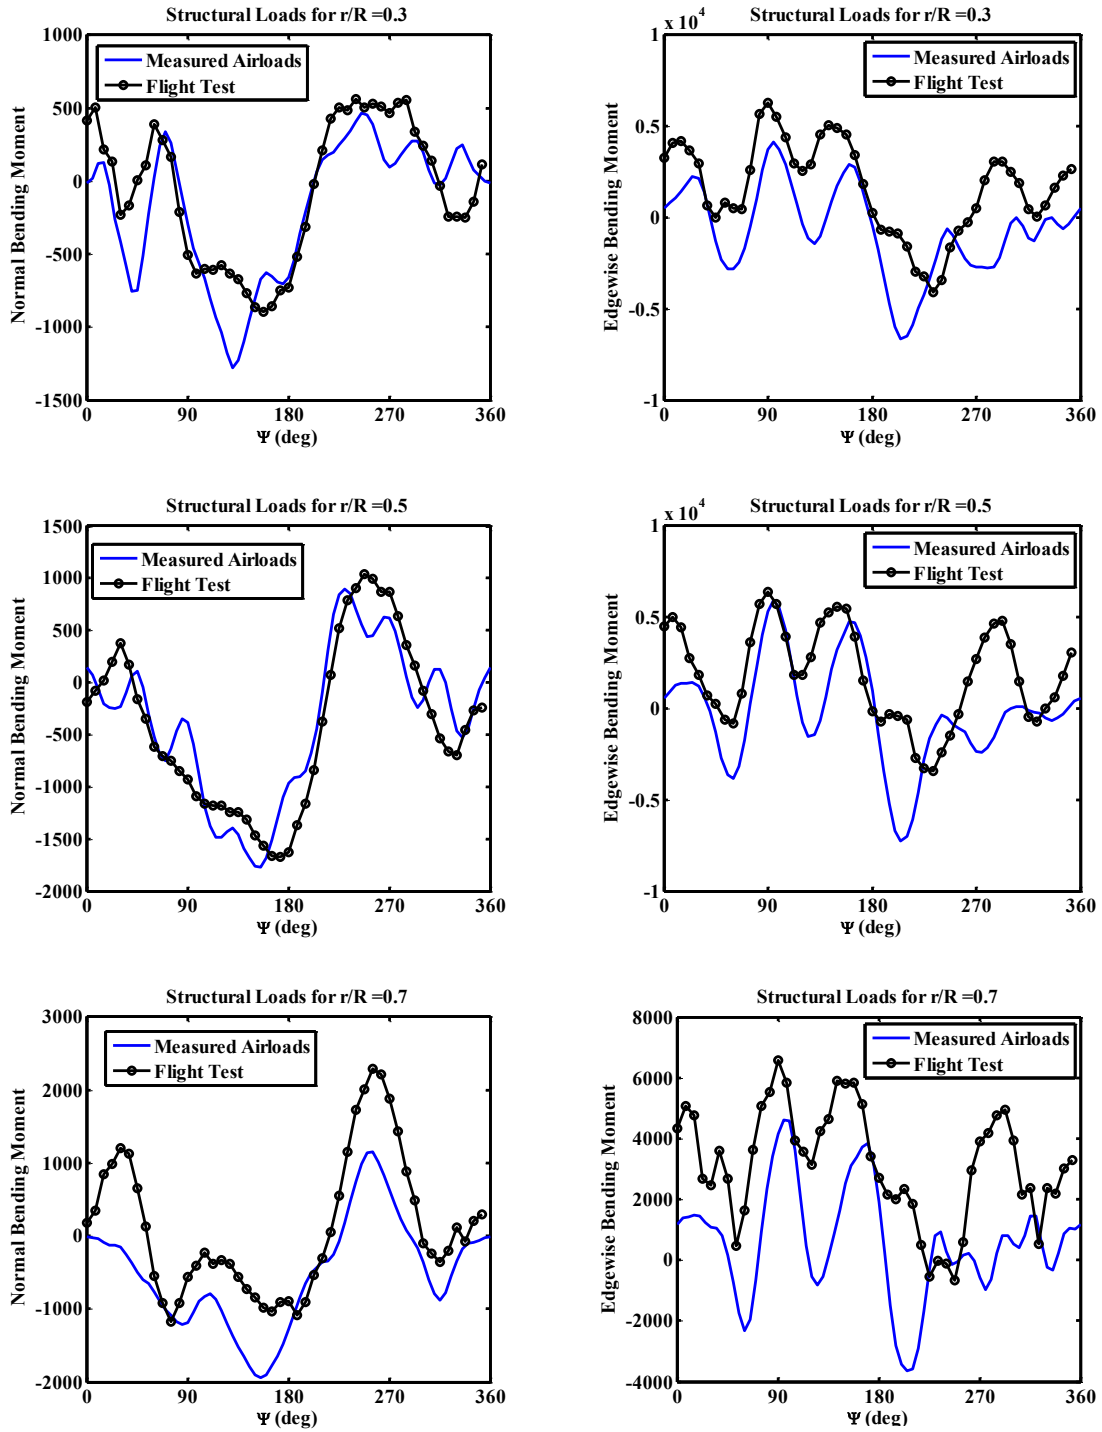 Structural Loads for r/R =0.3
1000
500
0
-500
-1000
-1500
0 90 180 270 360
Normal Bending Moment
Ψ (deg)
Measured Airloads
Flight Test
Structural Loads for r/R =0.3
x 10^4
1
0.5
0
-0.5
-1
0 90 180 270 360
Edgewise Bending Moment
Ψ (deg)
Measured Airloads
Flight Test
Structural Loads for r/R =0.5
1500
1000
500
0
-500
-1000
-1500
-2000
0 90 180 270 360
Normal Bending Moment
Ψ (deg)
Measured Airloads
Flight Test
Structural Loads for r/R =0.5
x 10^4
1
0.5
0
-0.5
-1
0 90 180 270 360
Edgewise Bending Moment
Ψ (deg)
Measured Airloads
Flight Test
Structural Loads for r/R =0.7
3000
2000
1000
0
-1000
-2000
0 90 180 270 360
Normal Bending Moment
Ψ (deg)
Measured Airloads
Flight Test
Structural Loads for r/R =0.7
8000
6000
4000
2000
0
-2000
-4000
0 90 180 270 360
Edgewise Bending Moment
Ψ (deg)
Measured Airloads
Flight Test